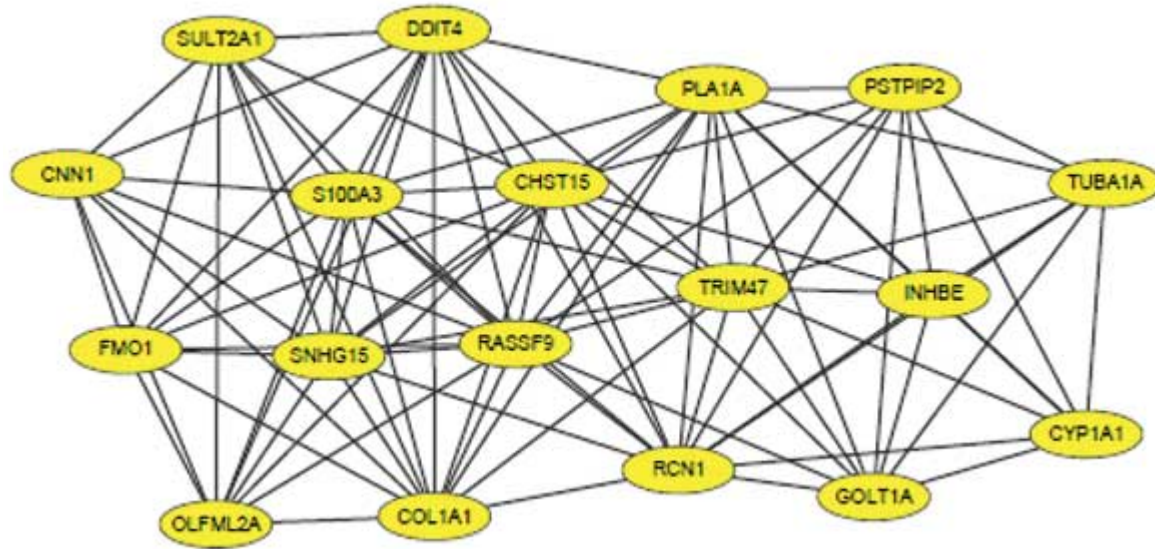 SULT2A1
DDIT4
PLA1A
PSTPIP2
CNN1
S100A3
CHST15
TUBA1A
TRIM47
INHBE
FMO1
SNHG15
RASSF9
CYP1A1
RCN1
GOLT1A
OLFML2A
COL1A1